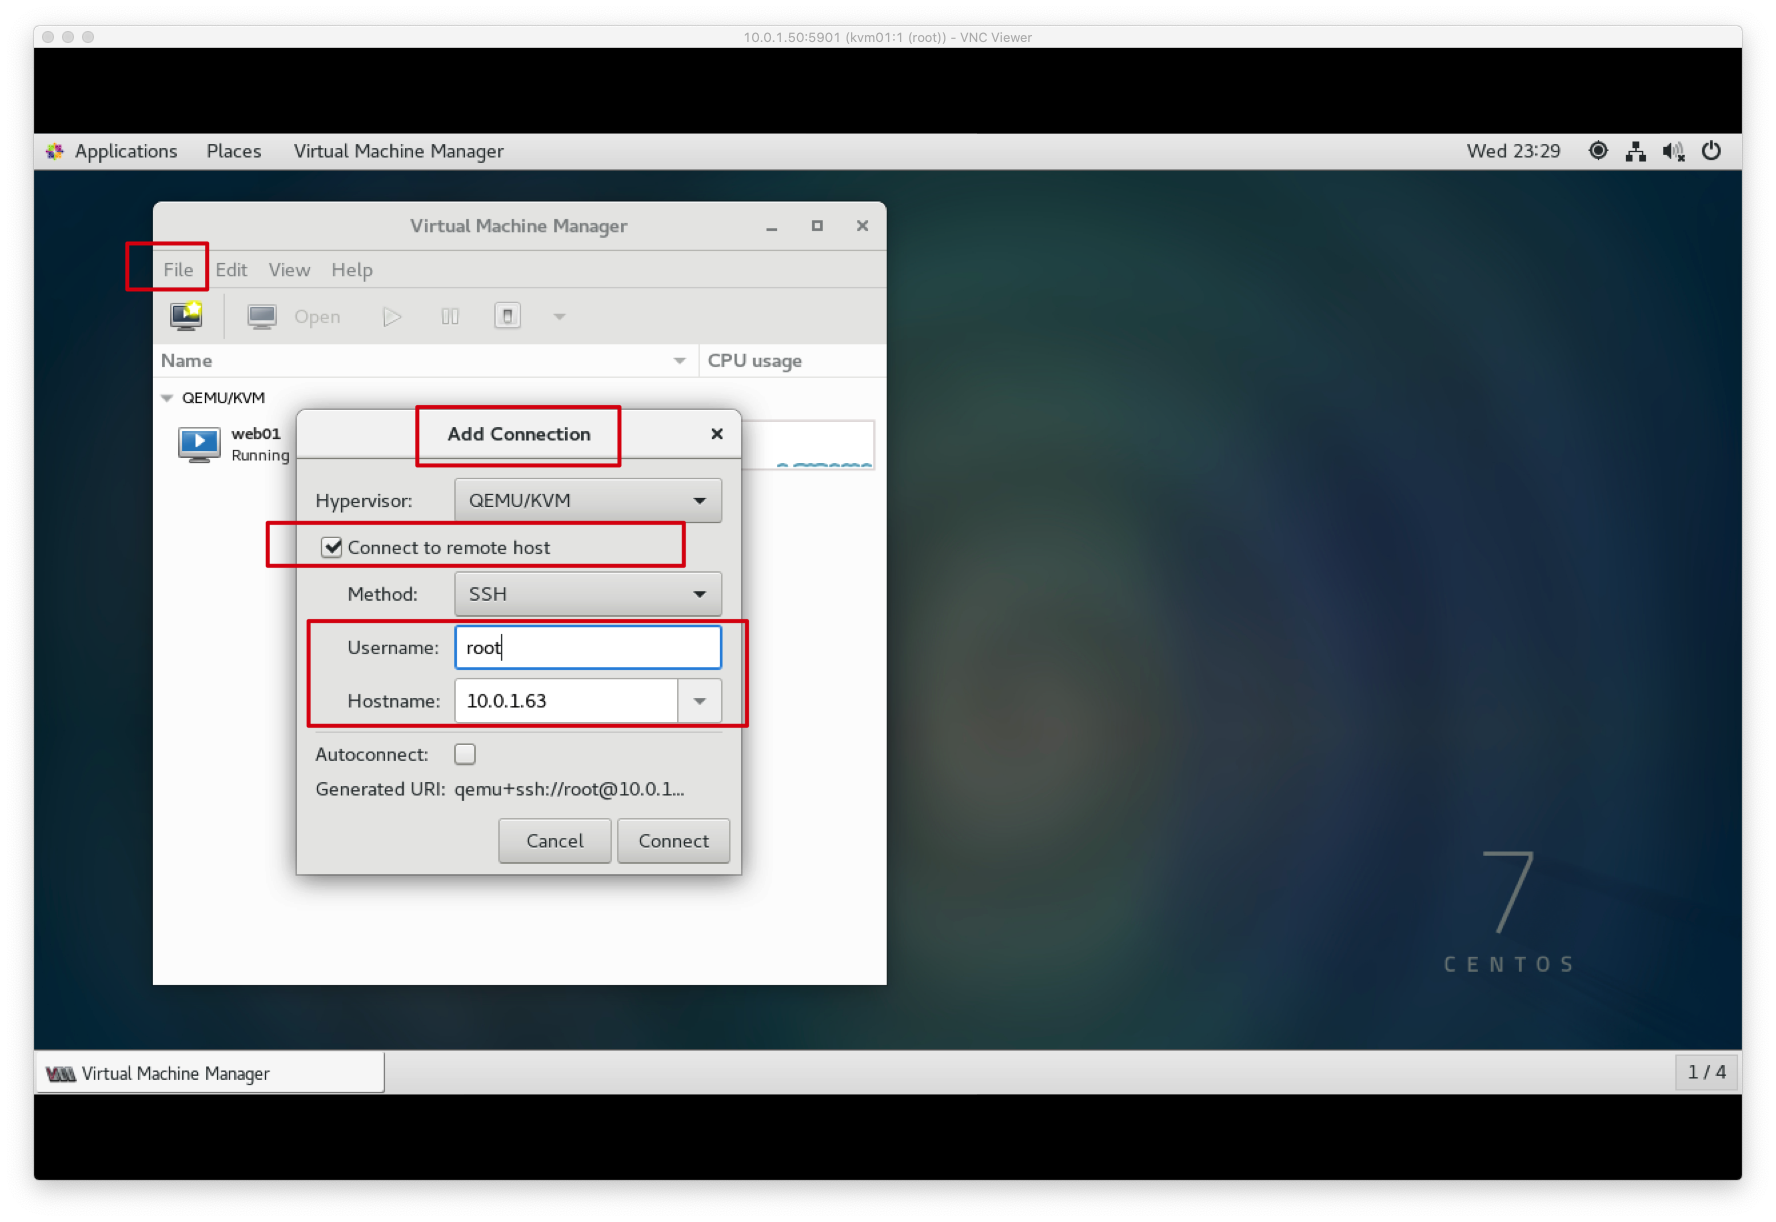 10.0.1.50:5901 (kvm01:1 (root)) - VNC Viewer
Applications Places Virtual Machine Manager Wed 23:29
Virtual Machine Manager
File Edit View Help
Open
Name CPU usage
QEMU/KVM
web01
Running
Add Connection
Hypervisor: QEMU/KVM
Connect to remote host
Method: SSH
Username: root
Hostname: 10.0.1.63
Autoconnect:
Generated URI: qemu+ssh://root@10.0.1...
Cancel Connect
7
CENTOS
Virtual Machine Manager 1 / 4